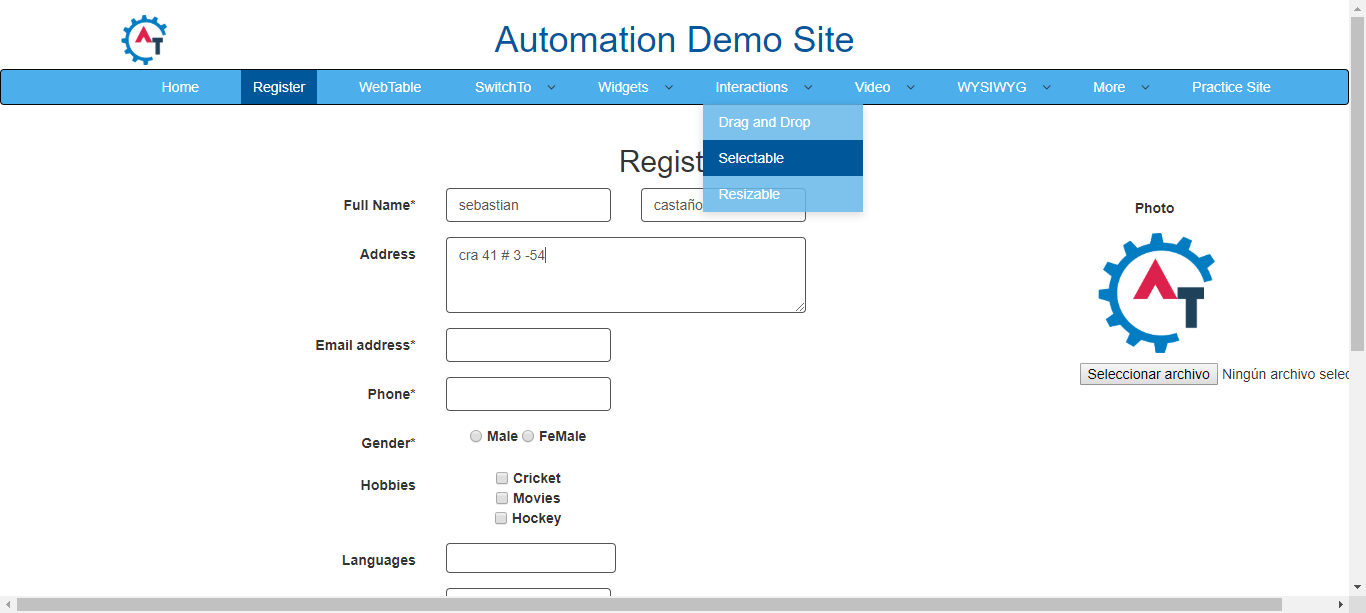 Automation Demo Site
Home Register WebTable SwitchTo Widgets Interactions Video WYSIWYG More Practice Site
Drag and Drop
Selectable
Resizable
Regist
Full Name* sebastian castaño
Photo
Address cra 41 # 3 -54
AT
Email address*
Seleccionar archivo Ningún archivo selec
Phone*
Gender* Male FeMale
Hobbies Cricket
Movies
Hockey
Languages